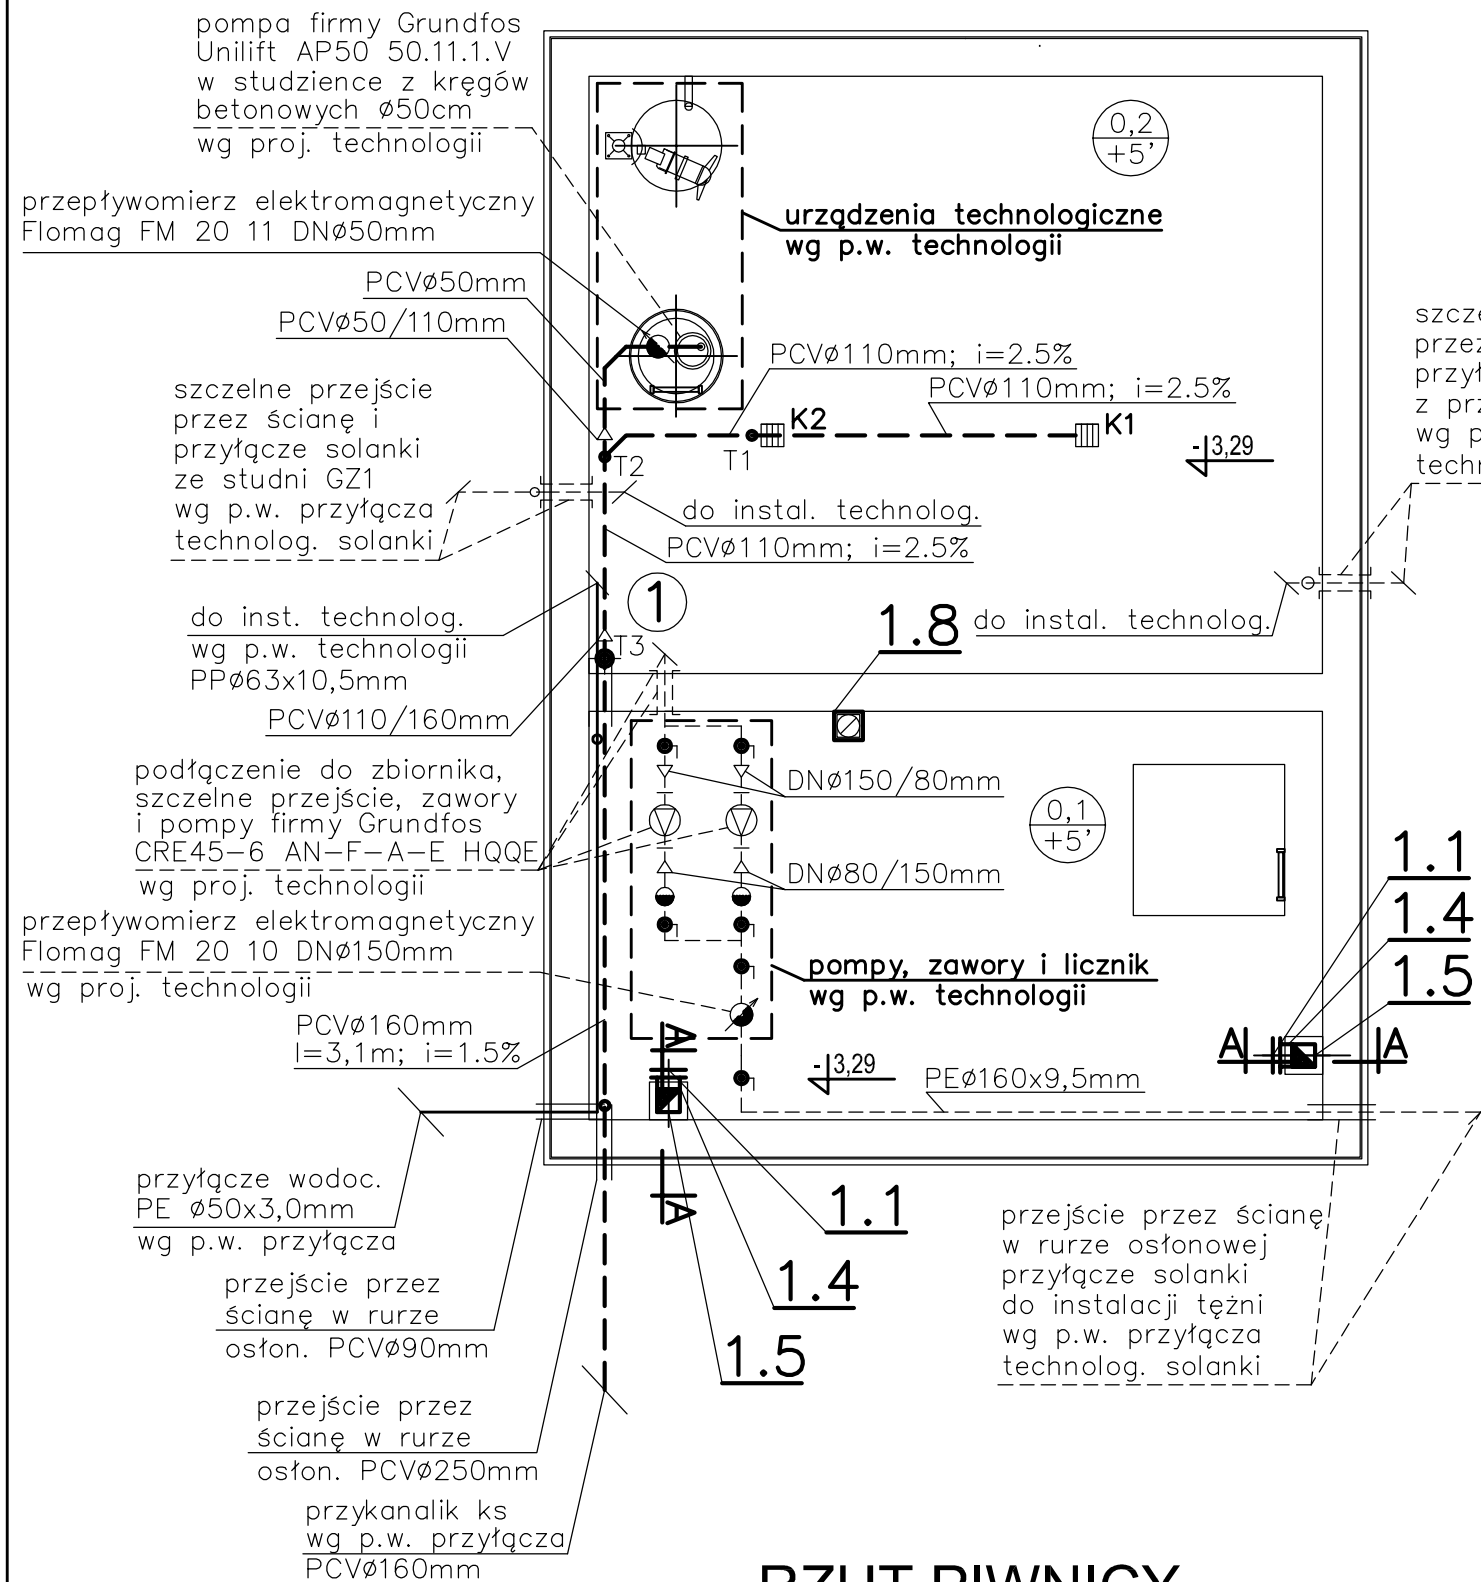 pompa firmy Grundfos
Unilift AP50 50.11.1.V
w studzience z kręgów
betonowych ø50cm
wg proj. technologii
0,2
+5'
przepływomierz elektromagnetyczny
Flomag FM 20 11 DNø50mm
urządzenia technologiczne
wg p.w. technologii
PCVø50mm
PCVø50/110mm
PCVø110mm; i=2.5%
PCVø110mm; i=2.5%
K2
K1
T1
T2
-3,29
szczelne przejście
przez ścianę i
przyłącze solanki
ze studni GZ1
wg p.w. przyłącza
technolog. solanki
do instal. technolog.
PCVø110mm; i=2.5%
1
do inst. technolog.
wg p.w. technologii
PPø63x10,5mm
T3
1.8
do instal. technolog.
PCVø110/160mm
podłączenie do zbiornika,
szczelne przejście, zawory
i pompy firmy Grundfos
CRE45-6 AN-F-A-E HQQE
wg proj. technologii
DNø150/80mm
DNø80/150mm
0,1
+5'
1.1
1.4
1.5
przepływomierz elektromagnetyczny
Flomag FM 20 10 DNø150mm
wg proj. technologii
pompy, zawory i licznik
wg p.w. technologii
PCVø160mm
l=3,1m; i=1.5%
A
A
A
A
-3,29
PEø160x9,5mm
przyłącze wodoc.
PE ø50x3,0mm
wg p.w. przyłącza
1.1
1.4
1.5
przejście przez
ścianę w rurze
osłon. PCVø90mm
przejście przez ścianę
w rurze osłonowej
przyłącze solanki
do instalacji tężni
wg p.w. przyłącza
technolog. solanki
przejście przez
ścianę w rurze
osłon. PCVø250mm
przykanalik ks
wg p.w. przyłącza
PCVø160mm
RZUT PIWNICY